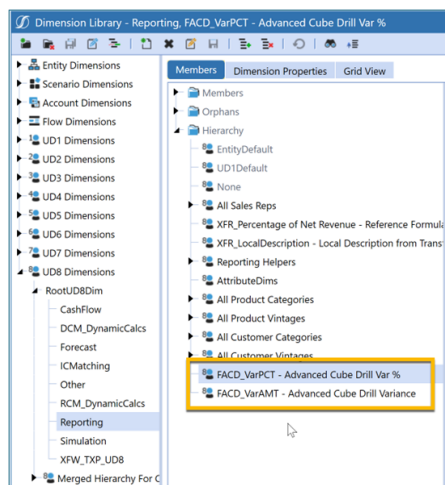 Dimension Library - Reporting, FACD_VarPCT - Advanced Cube Drill Var %
Entity Dimensions
Scenario Dimensions
Account Dimensions
Flow Dimensions
UD1 Dimensions
UD2 Dimensions
UD3 Dimensions
UD4 Dimensions
UD5 Dimensions
UD6 Dimensions
UD7 Dimensions
UD8 Dimensions
RootUD8Dim
CashFlow
DCM_DynamicCalcs
Forecast
ICMatching
Other
RCM_DynamicCalcs
Reporting
Simulation
XFW_TXP_UD8
Merged Hierarchy For C
Members Dimension Properties Grid View
Members
Orphans
Hierarchy
EntityDefault
UD1Default
None
All Sales Reps
XFR_Percentage of Net Revenue - Reference Formula
XFR_LocalDescription - Local Description from Trans
Reporting Helpers
AttributeDims
All Product Categories
All Product Vintages
All Customer Categories
All Customer Vintages
FACD_VarPCT - Advanced Cube Drill Var %
FACD_VarAMT - Advanced Cube Drill Variance